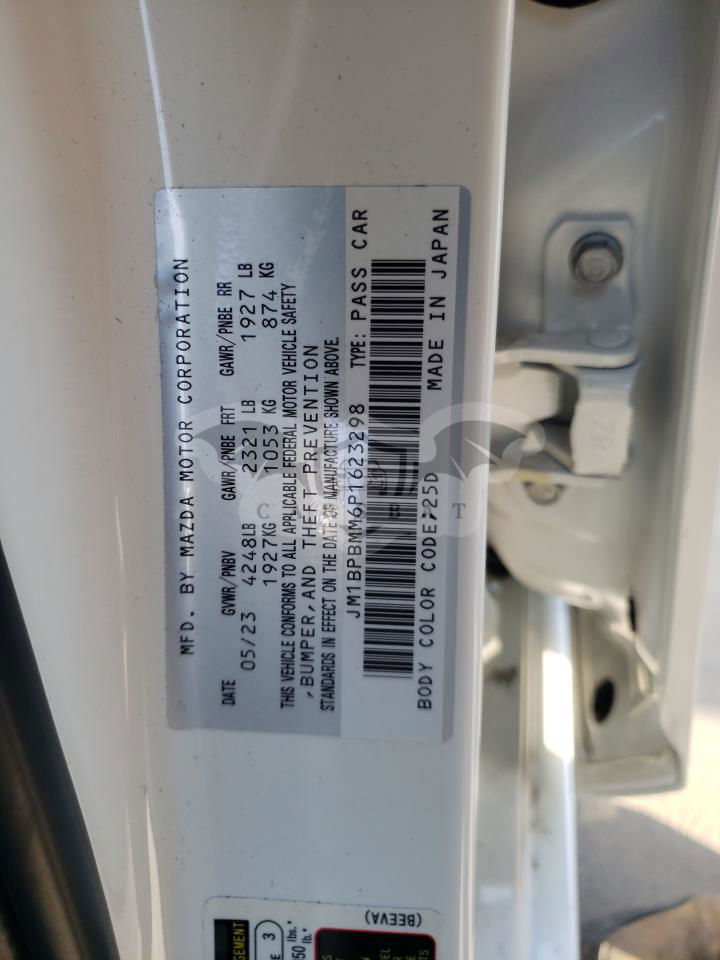 MFD. BY MAZDA MOTOR CORPORATION
DATE GVWR/PNBV GAWR/PNBE FRT GAWR/PNBE RR
05/23 4248LB 2321 LB 1927 LB
1927KG 1053 KG 874 KG
THIS VEHICLE CONFORMS TO ALL APPLICABLE FEDERAL MOTOR VEHICLE SAFETY
,BUMPER,AND THEFT PREVENTION
STANDARDS IN EFFECT ON THE DATE OF MANUFACTURE SHOWN ABOVE.
JM1BPBMM6P1623298 TYPE: PASS CAR
BODY COLOR CODE:25D MADE IN JAPAN
ZR
3
(BEEVA)